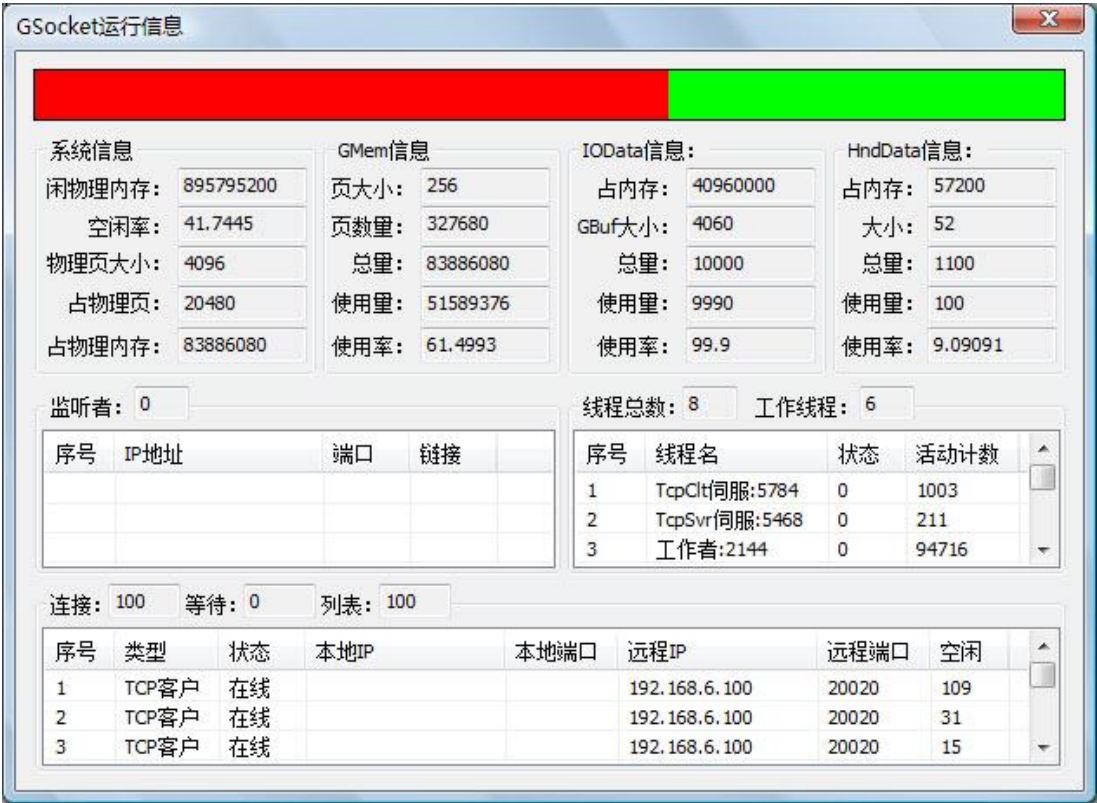 GSocket运行信息
系统信息 GMem信息 IOData信息: HndData信息:
闲物理内存: 895795200 页大小: 256 占内存: 40960000 占内存: 57200
空闲率: 41.7445 页数量: 327680 GBuf大小: 4060 大小: 52
物理页大小: 4096 总量: 83886080 总量: 10000 总量: 1100
占物理页: 20480 使用量: 51589376 使用量: 9990 使用量: 100
占物理内存: 83886080 使用率: 61.4993 使用率: 99.9 使用率: 9.09091
监听者: 0 线程总数: 8 工作线程: 6
序号 IP地址 端口 链接 序号 线程名 状态 活动计数
1 TcpClt伺服:5784 0 1003
2 TcpSvr伺服:5468 0 211
3 工作者:2144 0 94716
连接: 100 等待: 0 列表: 100
序号 类型 状态 本地IP 本地端口 远程IP 远程端口 空闲
1 TCP客户 在线 192.168.6.100 20020 109
2 TCP客户 在线 192.168.6.100 20020 31
3 TCP客户 在线 192.168.6.100 20020 15